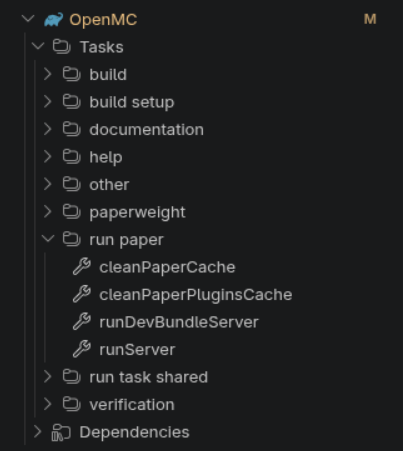 OpenMC M
Tasks
build
build setup
documentation
help
other
paperweight
run paper
cleanPaperCache
cleanPaperPluginsCache
runDevBundleServer
runServer
run task shared
verification
Dependencies